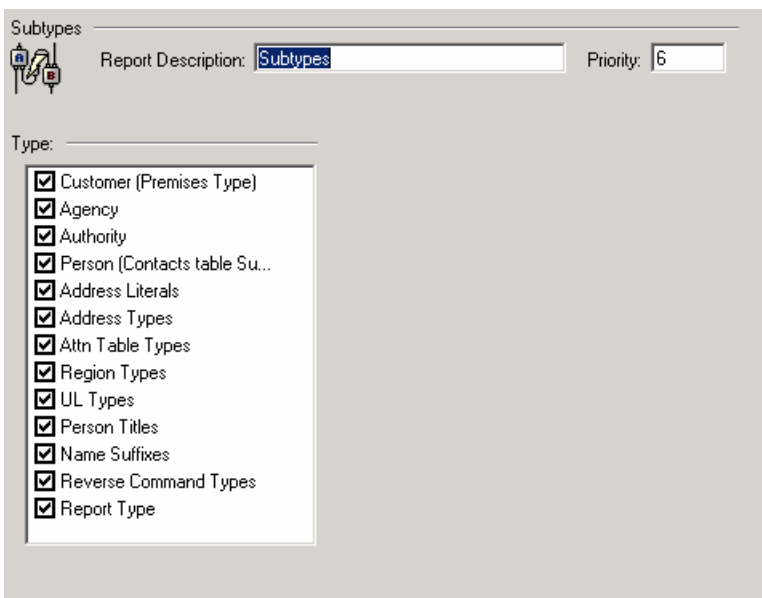 Subtypes
A
B
Report Description: Subtypes Priority: 6
Type:
Customer (Premises Type)
Agency
Authority
Person (Contacts table Su...
Address Literals
Address Types
Attn Table Types
Region Types
UL Types
Person Titles
Name Suffixes
Reverse Command Types
Report Type